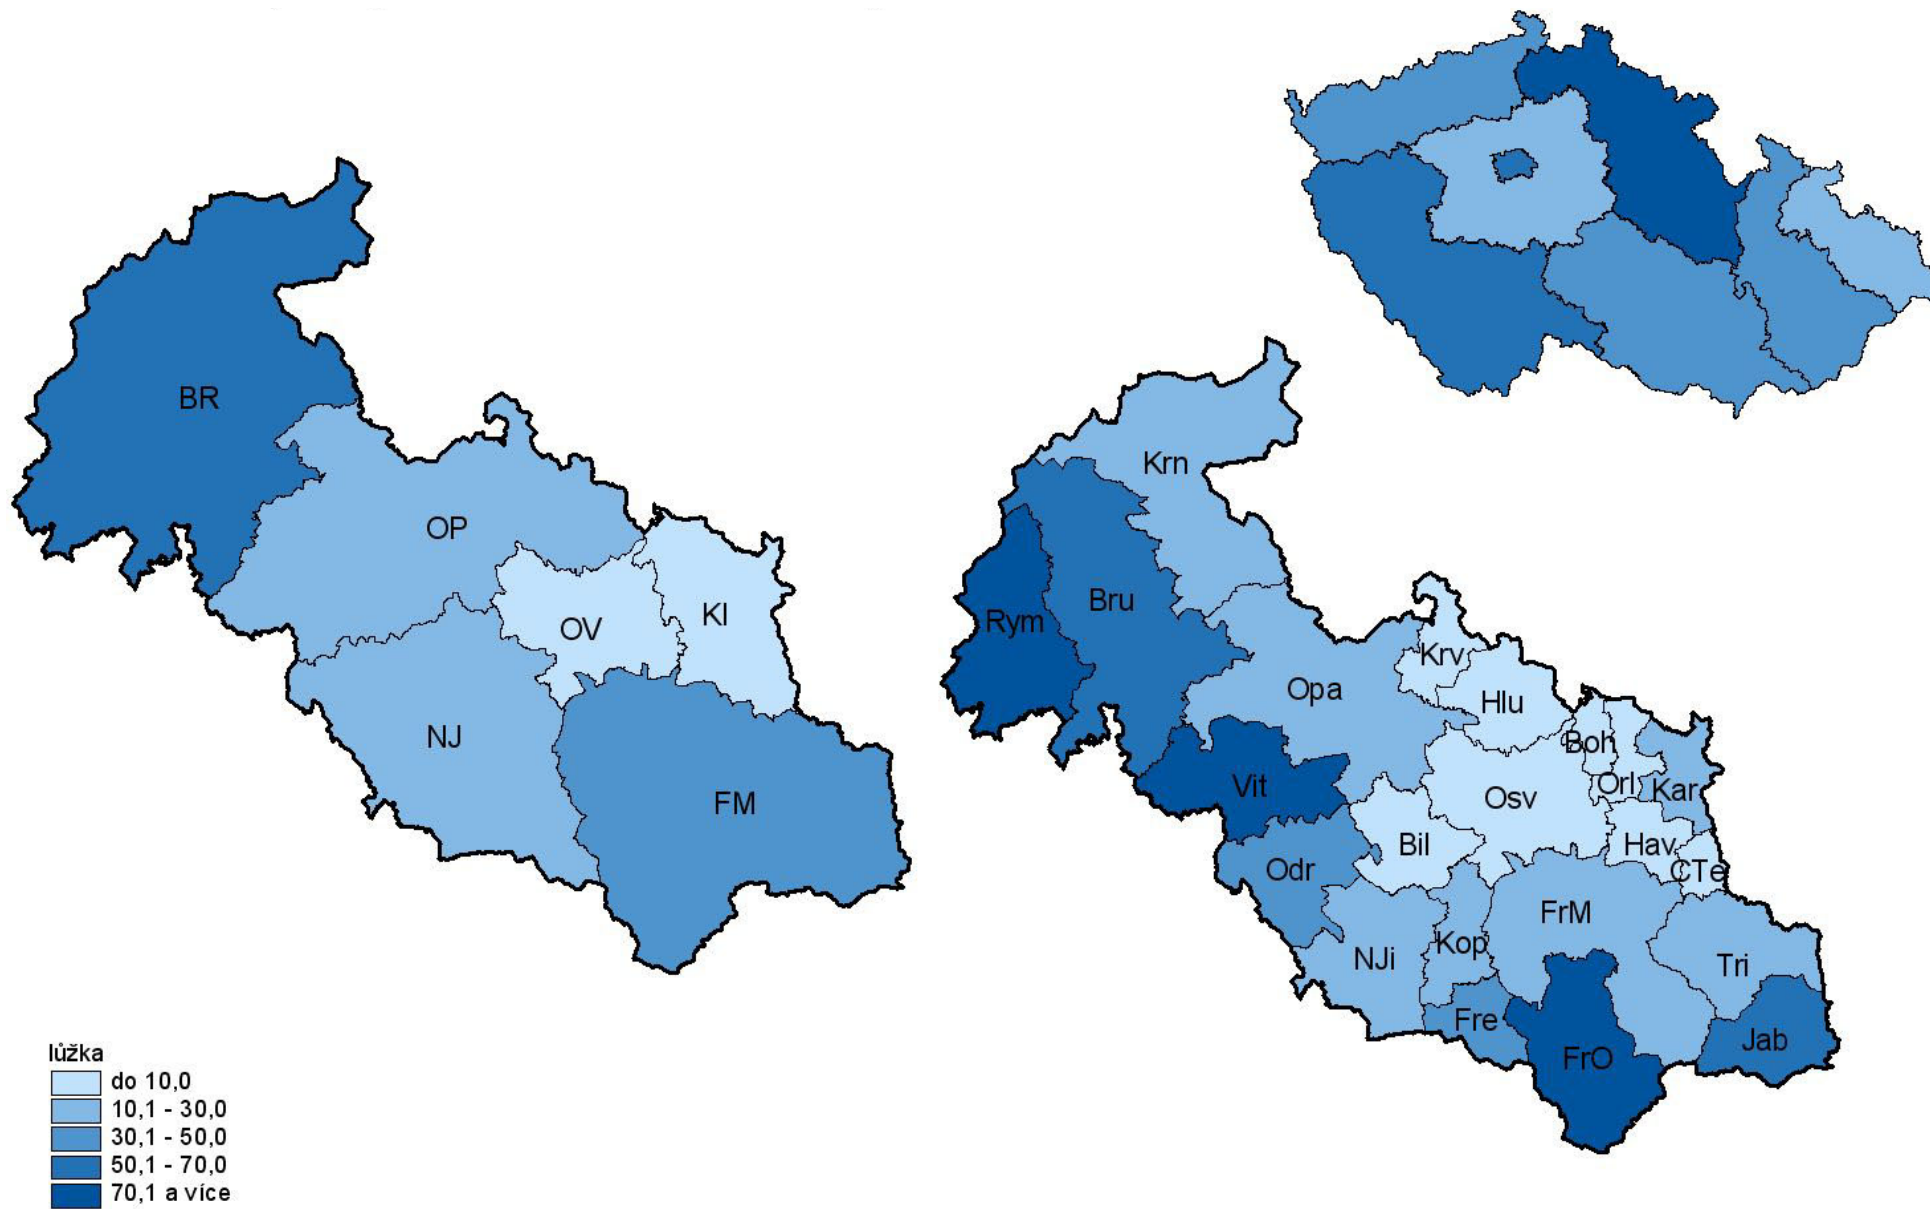 BR
OP
OV
KI
NJ
FM
Krn
Rym
Bru
Krv
Opa
Hlu
Boh
Vit
Osv
Orl
Kar
Bil
Hav
Odr
CTe
FrM
Kop
NJi
Tri
Fre
Jab
FrO
lůžka
do 10,0
10,1 - 30,0
30,1 - 50,0
50,1 - 70,0
70,1 a více